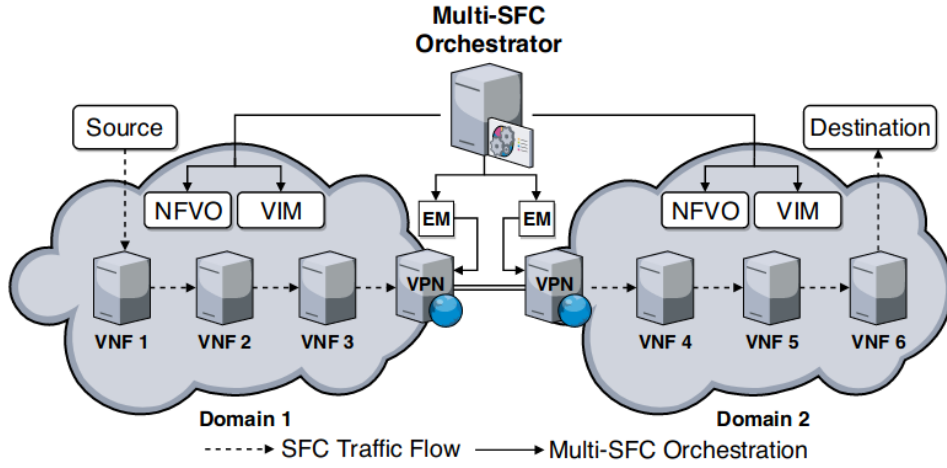 Multi-SFC
Orchestrator
Source
Destination
NFVO
VIM
EM
EM
NFVO
VIM
VPN
VPN
VNF 1
VNF 2
VNF 3
VNF 4
VNF 5
VNF 6
Domain 1
Domain 2
SFC Traffic Flow
Multi-SFC Orchestration